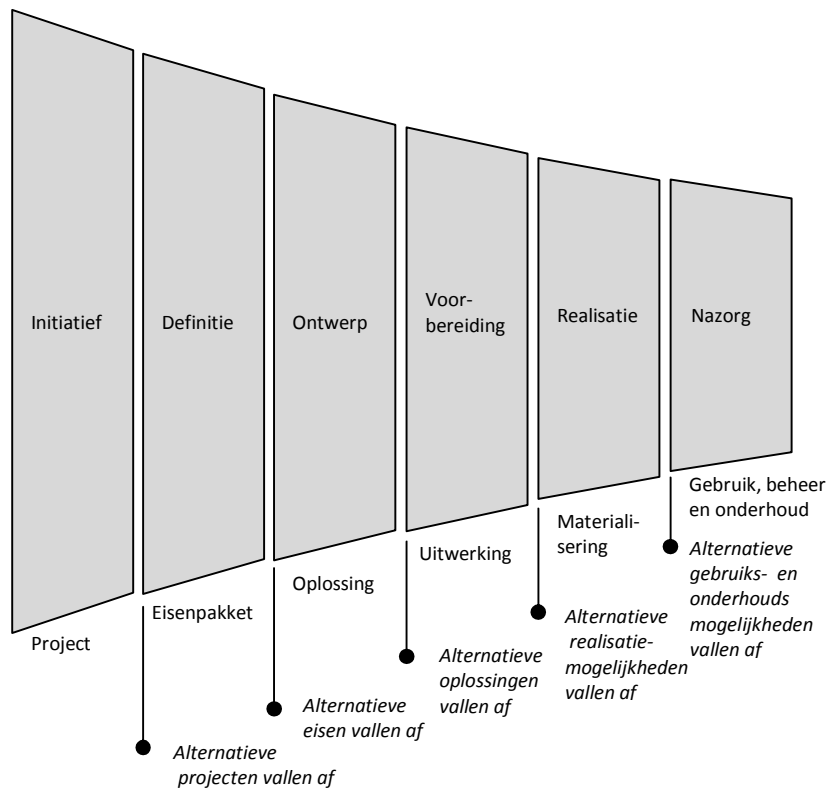 Initiatief
Definitie
Ontwerp
Voor-
bereiding
Realisatie
Nazorg
Project
Eisenpakket
Oplossing
Uitwerking
Materiali-
sering
Gebruik, beheer
en onderhoud
Alternatieve
projecten vallen af
Alternatieve
eisen vallen af
Alternatieve
oplossingen
vallen af
Alternatieve
realisatie-
mogelijkheden
vallen af
Alternatieve
gebruiks- en
onderhouds
mogelijkheden
vallen af